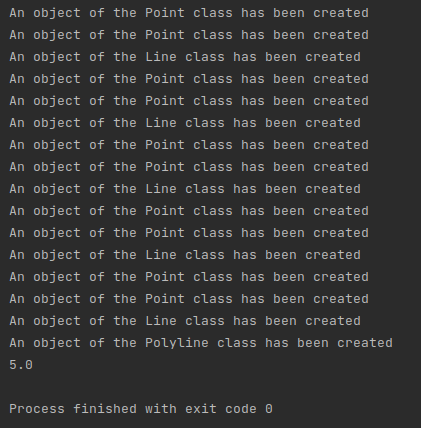 An object of the Point class has been created
An object of the Point class has been created
An object of the Line class has been created
An object of the Point class has been created
An object of the Point class has been created
An object of the Line class has been created
An object of the Point class has been created
An object of the Point class has been created
An object of the Line class has been created
An object of the Point class has been created
An object of the Point class has been created
An object of the Line class has been created
An object of the Point class has been created
An object of the Point class has been created
An object of the Line class has been created
An object of the Polyline class has been created
5.0
Process finished with exit code 0